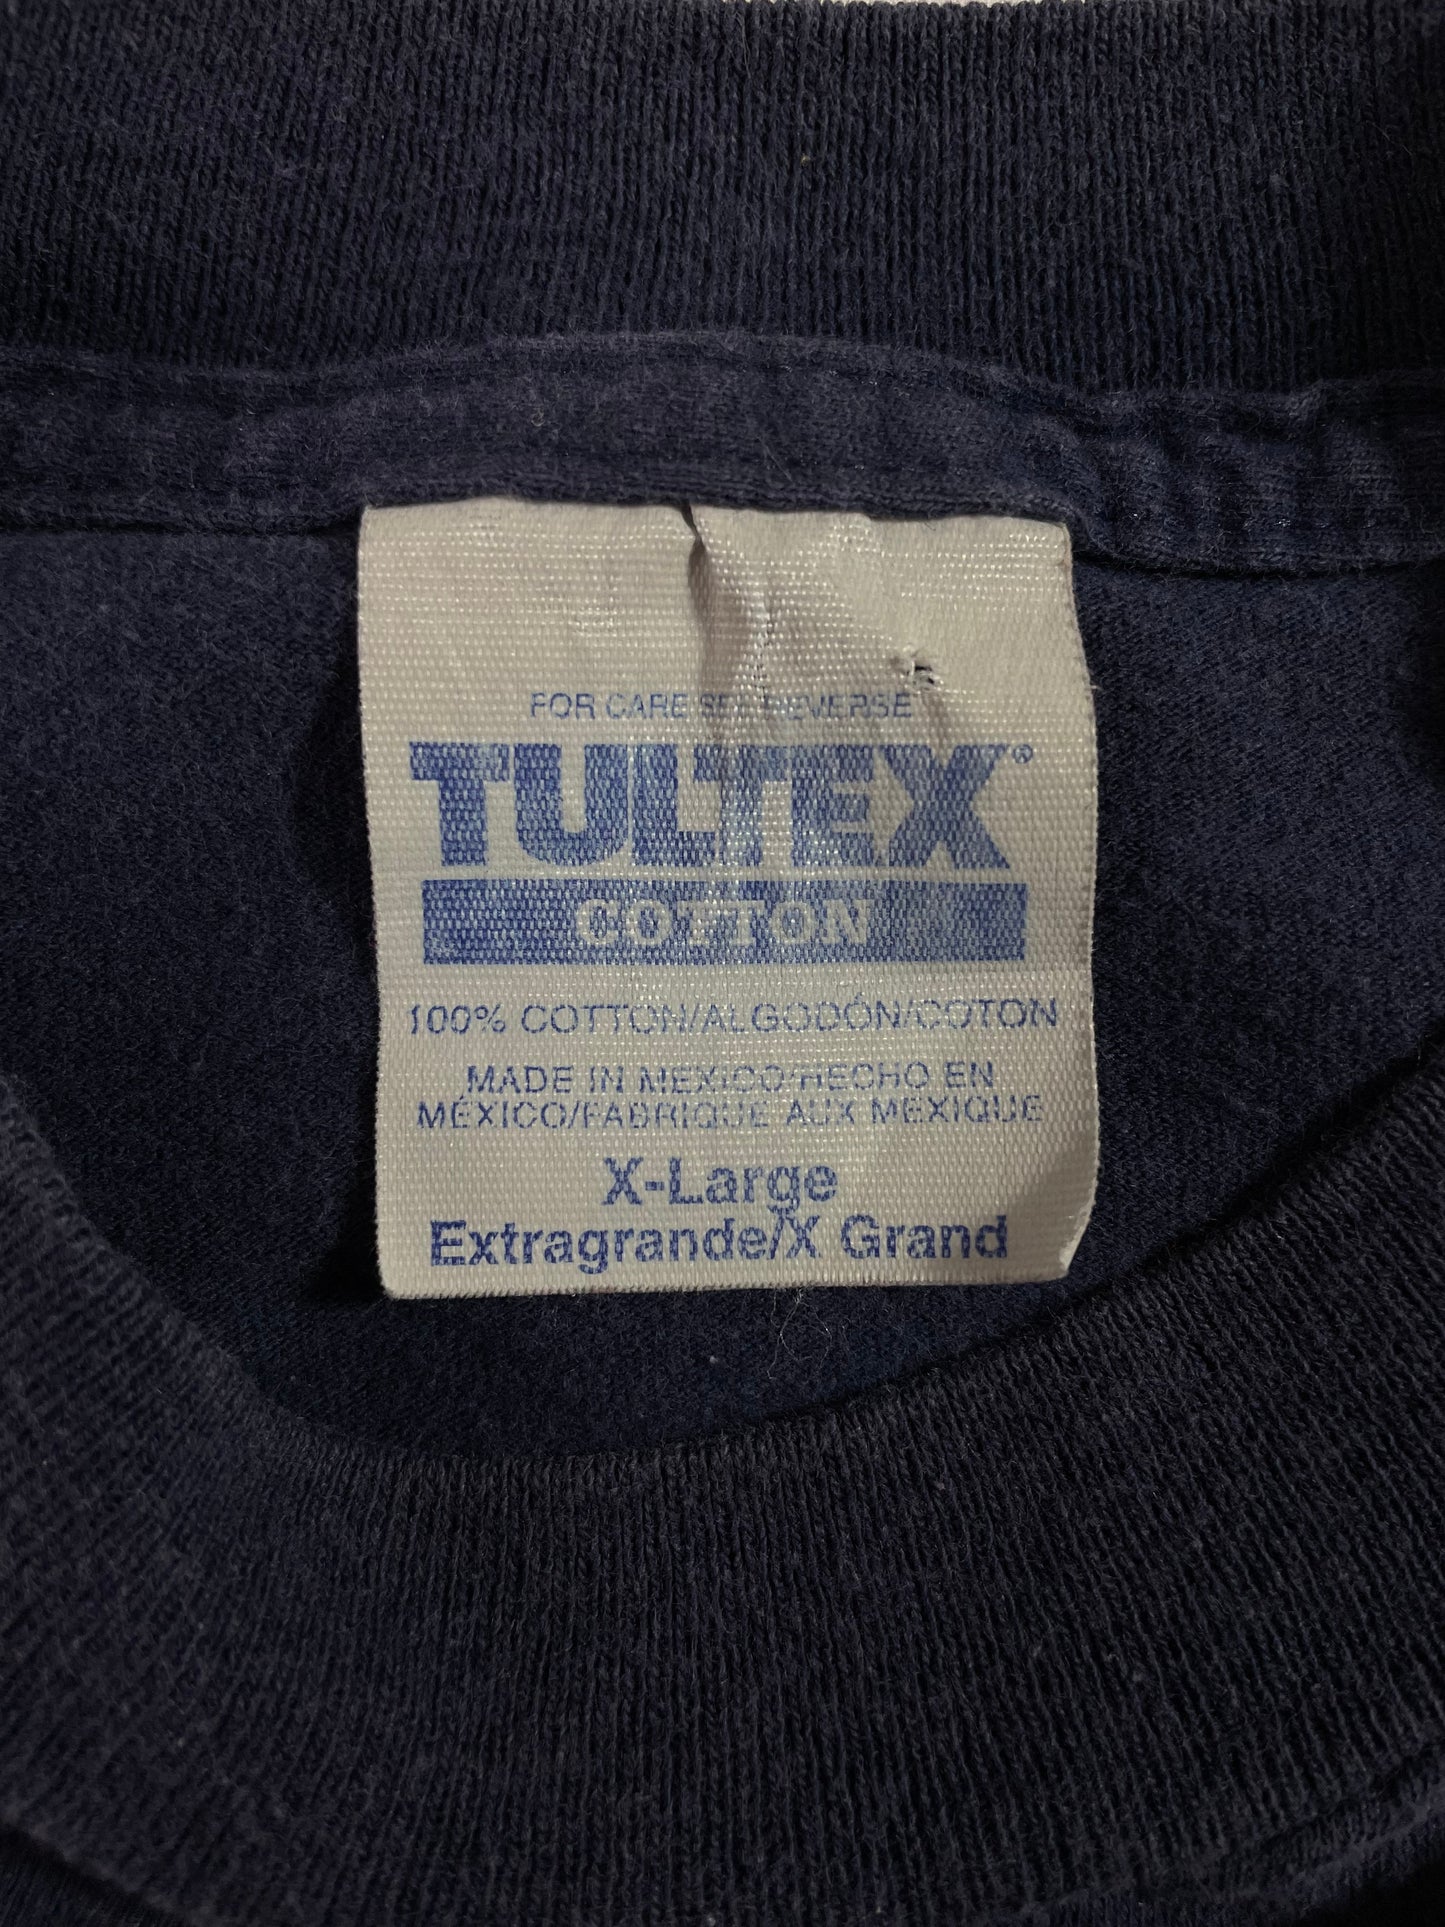 FOR CARE SEE REVERSE
TULTEX®
COTTON
100% COTTON/ALGODÓN/COTON
MADE IN MEXICO/HECHO EN
MÉXICO/FABRIQUE AUX MEXIQUE
X-Large
Extragrande/X Grand